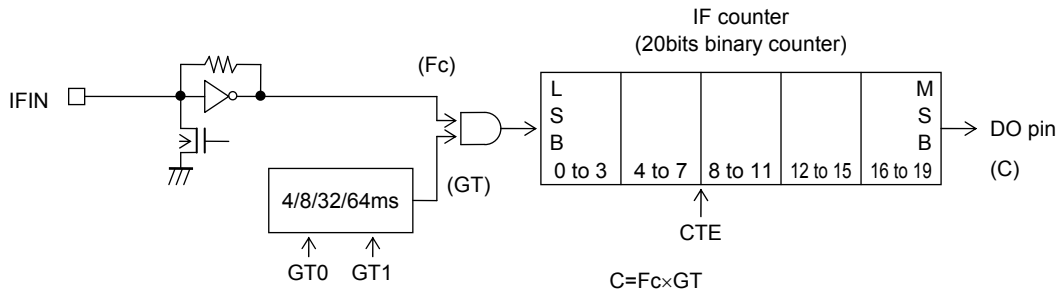 IF counter
(20bits binary counter)
IFIN
(Fc)
L
S
B
M
S
B
DO pin
(C)
0 to 3
4 to 7
8 to 11
12 to 15
16 to 19
(GT)
4/8/32/64ms
CTE
GT0
GT1
C=Fc×GT